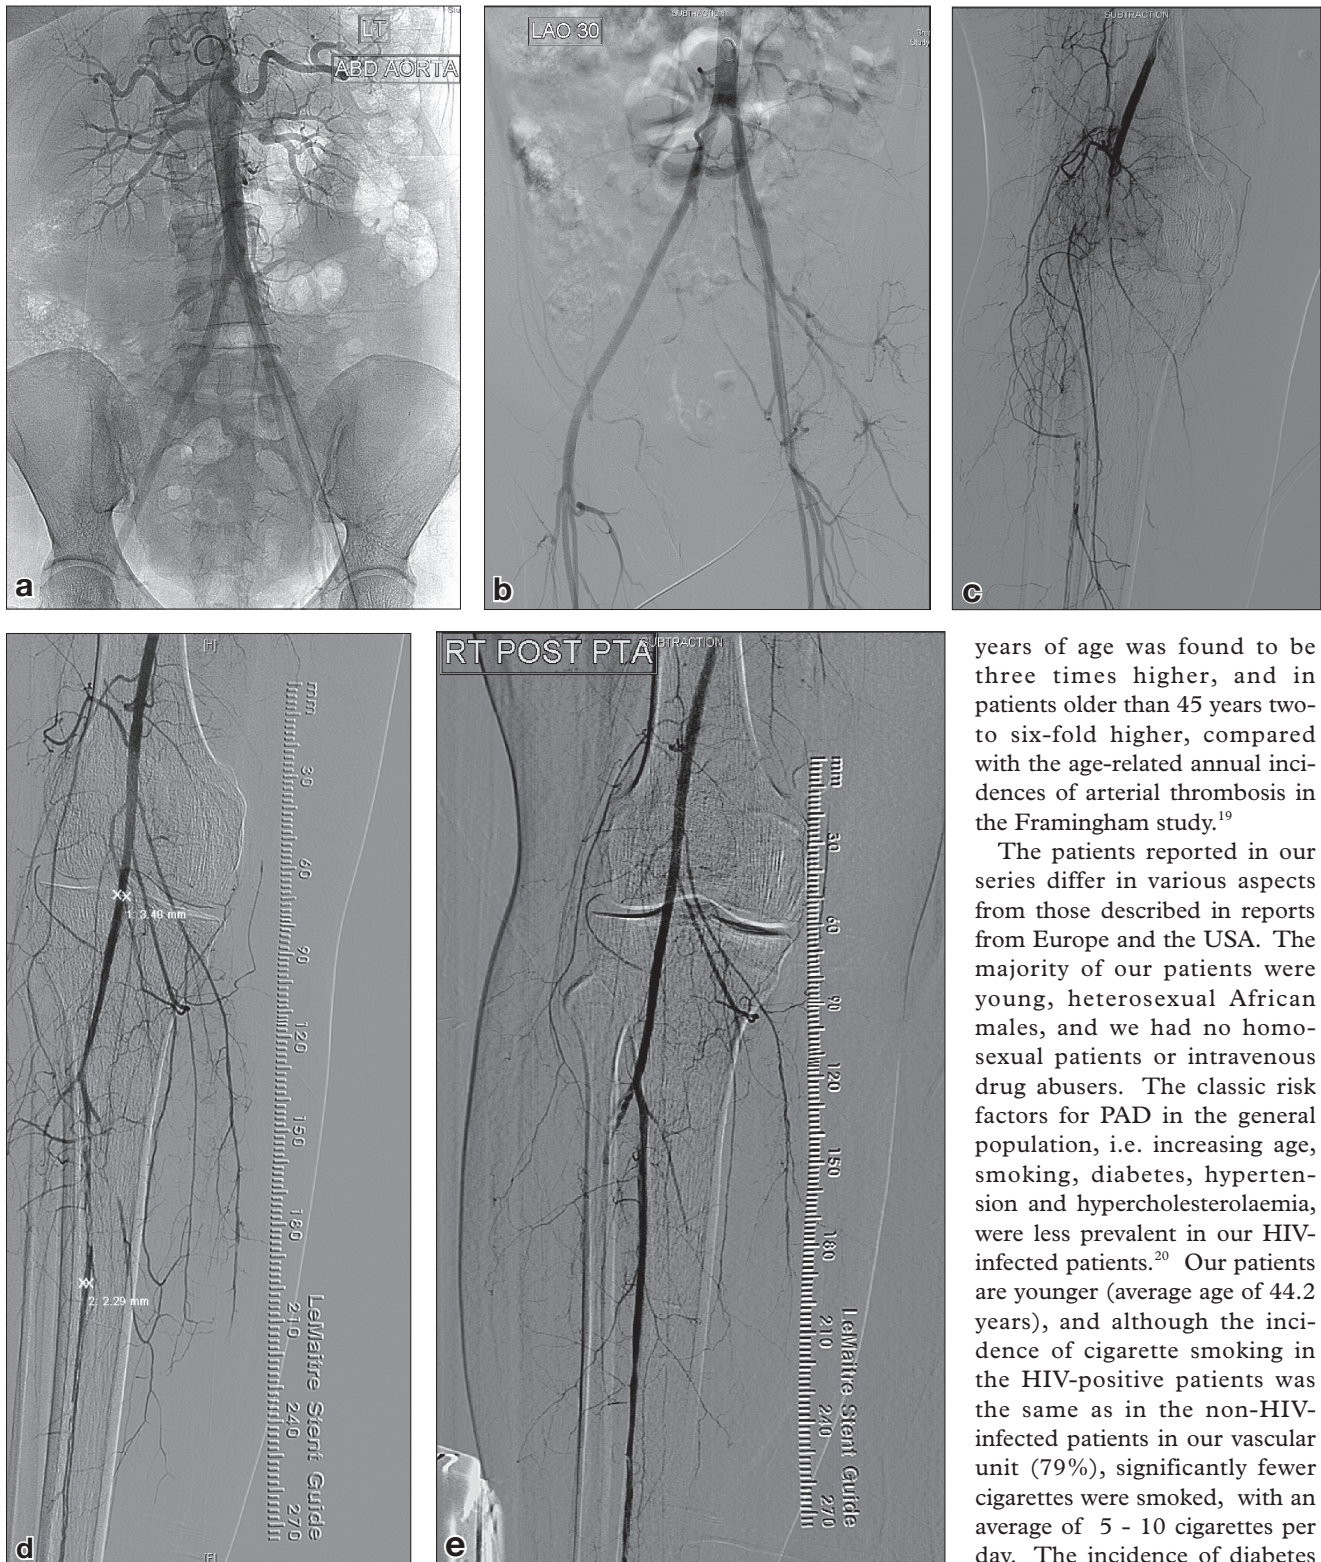 LT
Stu
ABD AORTA
a
SUBTRACTION
LAO 30
Study
b
SUBTRACTION
c
[H]
mm
30
60
90
120
150
180
210
240
270
LeMaitre Stent Guide
1: 3.48 mm
2: 2.29 mm
[F]
d
RT POST PTA
SUBTRACTION
mm
30
60
90
120
150
180
210
240
270
LeMaitre Stent Guide
e
years of age was found to be
three times higher, and in
patients older than 45 years two-
to six-fold higher, compared
with the age-related annual inci-
dences of arterial thrombosis in
the Framingham study.19
The patients reported in our
series differ in various aspects
from those described in reports
from Europe and the USA. The
majority of our patients were
young, heterosexual African
males, and we had no homo-
sexual patients or intravenous
drug abusers. The classic risk
factors for PAD in the general
population, i.e. increasing age,
smoking, diabetes, hyperten-
sion and hypercholesterolaemia,
were less prevalent in our HIV-
infected patients.20 Our patients
are younger (average age of 44.2
years), and although the inci-
dence of cigarette smoking in
the HIV-positive patients was
the same as in the non-HIV-
infected patients in our vascular
unit (79%), significantly fewer
cigarettes were smoked, with an
average of 5 - 10 cigarettes per
day. The incidence of diabetes